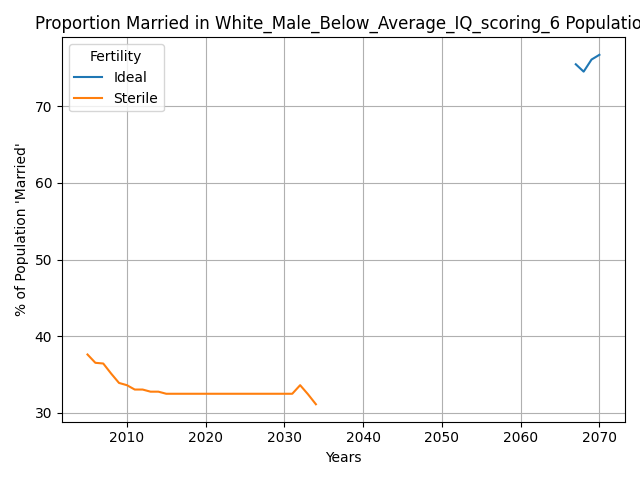 Proportion Married in White_Male_Below_Average_IQ_scoring_6 Populatio
Fertility
Ideal
Sterile
% of Population 'Married'
70
60
50
40
30
2010 2020 2030 2040 2050 2060 2070
Years